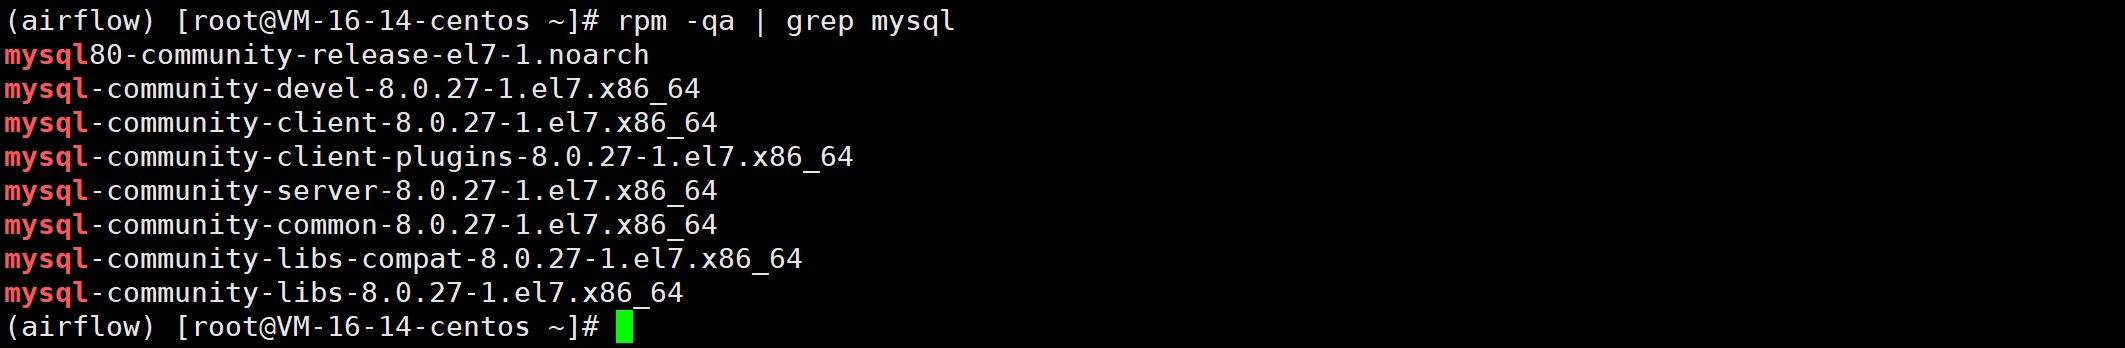 (airflow) [root@VM-16-14-centos ~]# rpm -qa | grep mysql
mysql80-community-release-el7-1.noarch
mysql-community-devel-8.0.27-1.el7.x86_64
mysql-community-client-8.0.27-1.el7.x86_64
mysql-community-client-plugins-8.0.27-1.el7.x86_64
mysql-community-server-8.0.27-1.el7.x86_64
mysql-community-common-8.0.27-1.el7.x86_64
mysql-community-libs-compat-8.0.27-1.el7.x86_64
mysql-community-libs-8.0.27-1.el7.x86_64
(airflow) [root@VM-16-14-centos ~]#